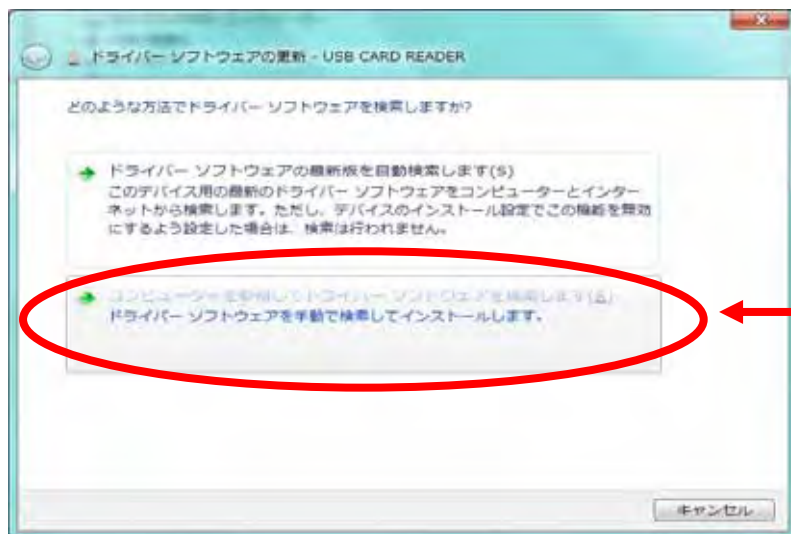 ドライバー ソフトウェアの更新 - USB CARD READER
どのような方法でドライバー ソフトウェアを検索しますか?
ドライバー ソフトウェアの最新版を自動検索します(S)
このデバイス用の最新のドライバー ソフトウェアをコンピューターとインター
ネットから検索します。ただし、デバイスのインストール設定でこの機能を無効
にするよう設定した場合は、検索は行われません。
コンピューターを参照してドライバー ソフトウェアを検索します(R)
ドライバー ソフトウェアを手動で検索してインストールします。
キャンセル